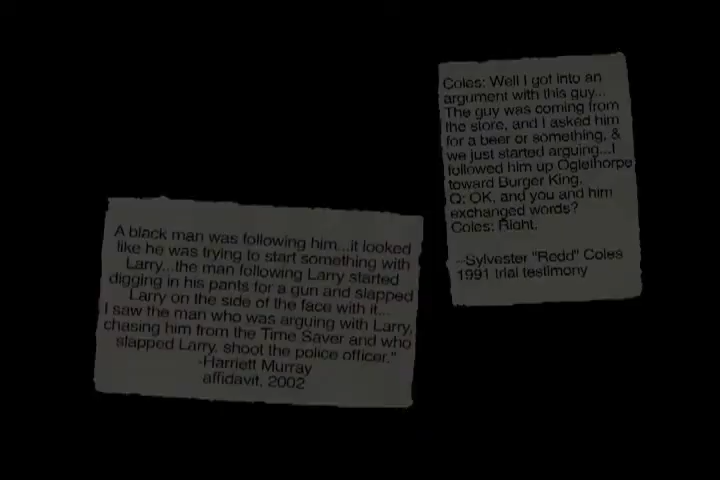 Coles: Well I got into an
argument with this guy...
The guy was coming from
the store, and I asked him
for a beer or something, &
we just started arguing...I
followed him up Oglethorpe
toward Burger King.
Q: OK, and you and him
exchanged words?
Coles: Right.
--Sylvester "Redd" Coles
1991 trial testimony
A black man was following him...it looked
like he was trying to start something with
Larry...the man following Larry started
digging in his pants for a gun and slapped
Larry on the side of the face with it...
I saw the man who was arguing with Larry,
chasing him from the Time Saver and who
slapped Larry, shoot the police officer."
-Harriett Murray
affidavit, 2002